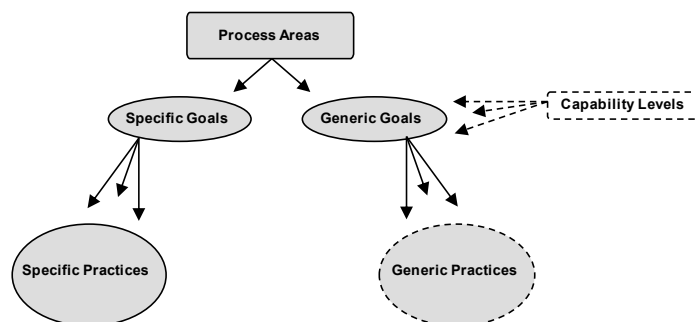 Process Areas
Specific Goals
Generic Goals
Capability Levels
Specific Practices
Generic Practices